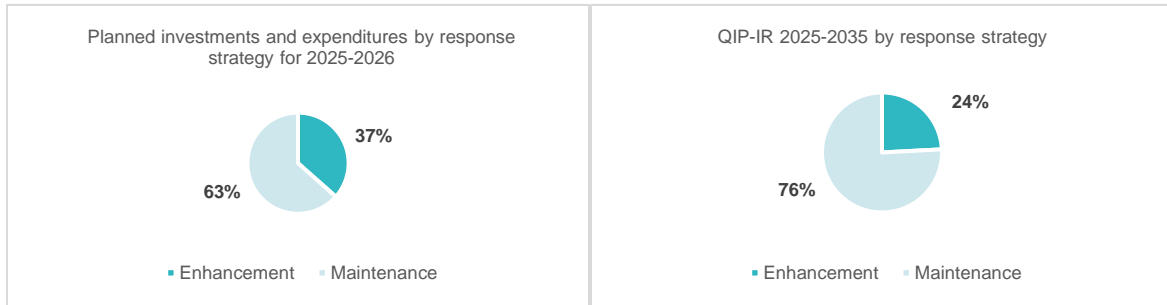 Planned investments and expenditures by response
strategy for 2025-2026
37%
63%
Enhancement Maintenance
QIP-IR 2025-2035 by response strategy
24%
76%
Enhancement Maintenance